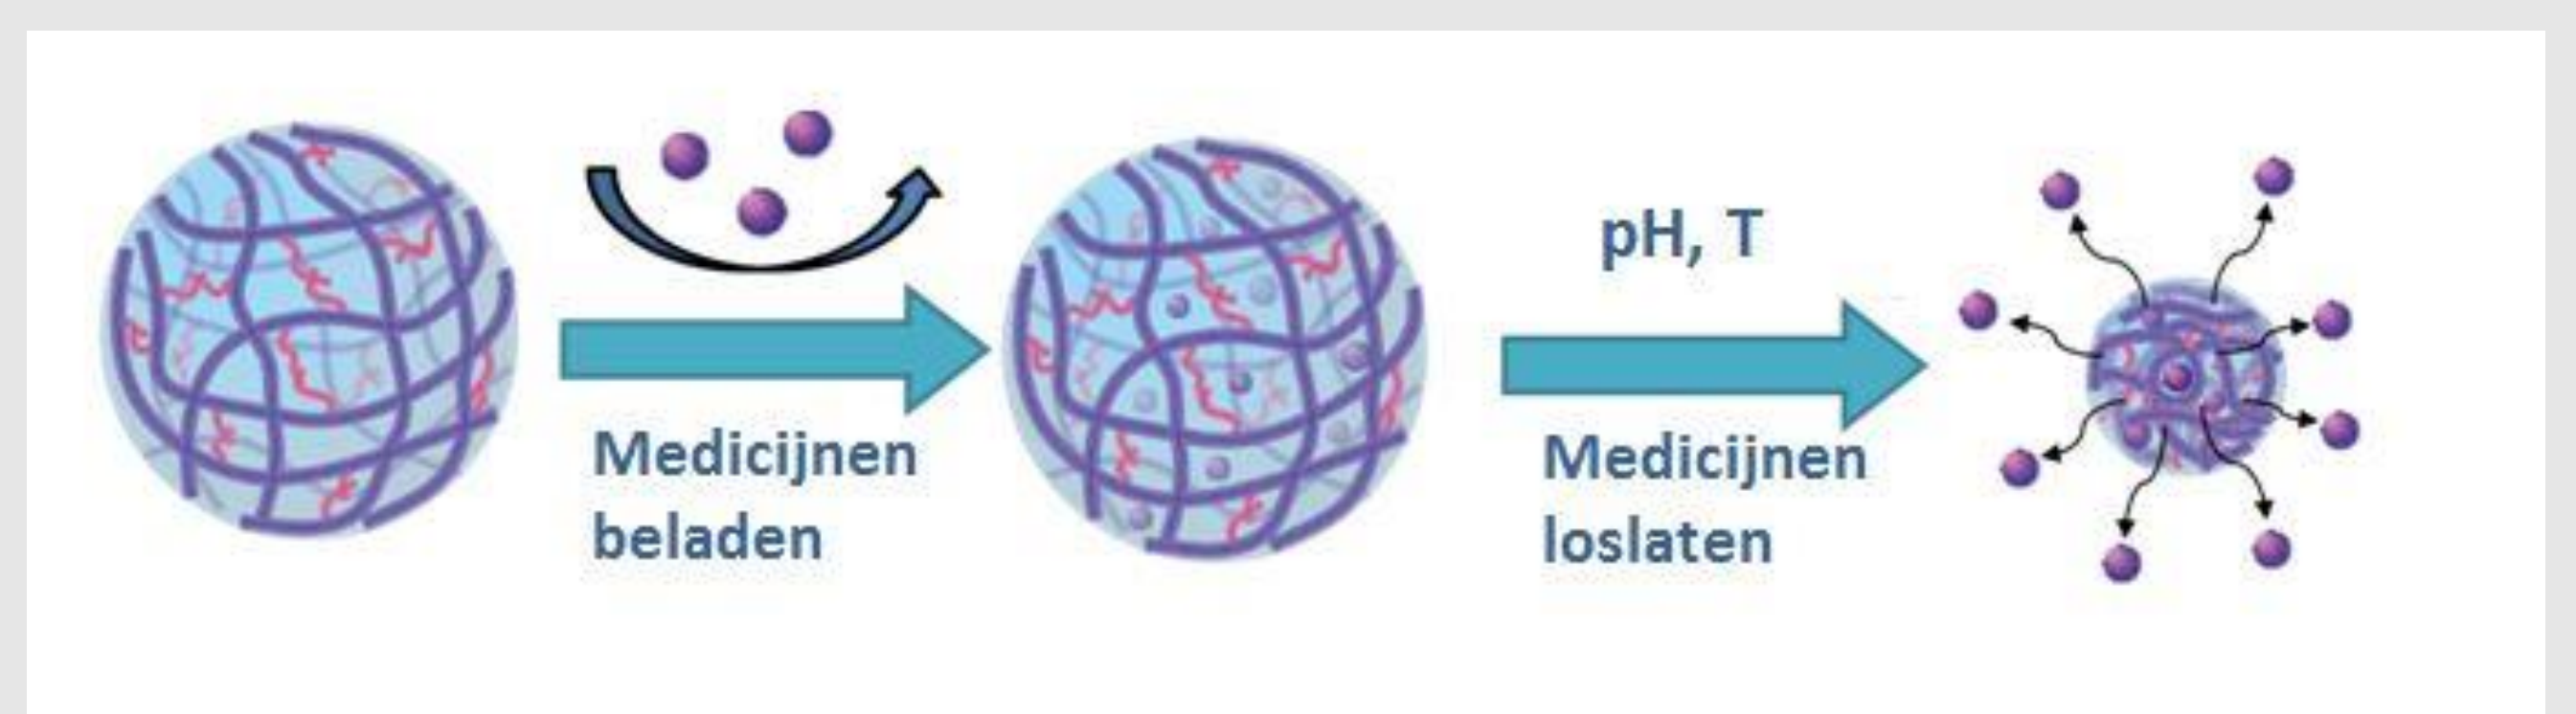 Medicijnen
beladen
pH, T
Medicijnen
loslaten